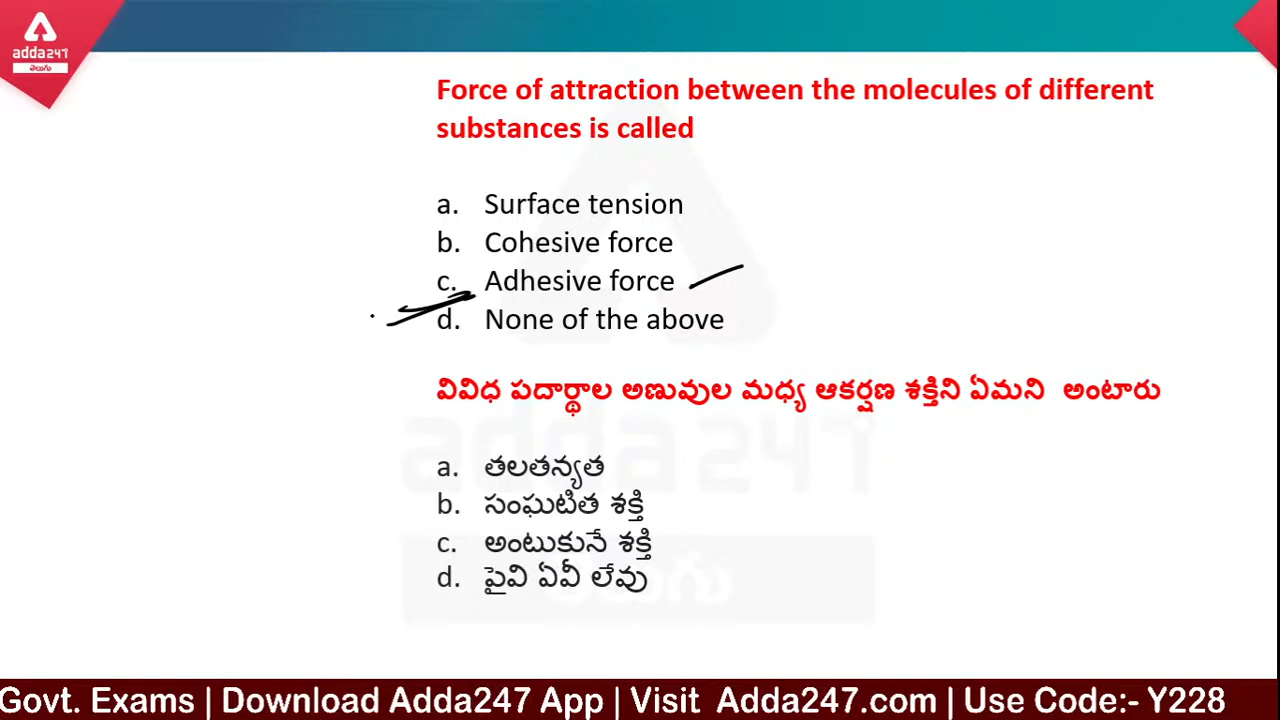 adda247
తెలుగు
Force of attraction between the molecules of different
substances is called
a. Surface tension
b. Cohesive force
c. Adhesive force
d. None of the above
వివిధ పదార్థాల అణువుల మధ్య ఆకర్షణ శక్తిని ఏమని అంటారు
adda247
a. తలతన్యత
b. సంఘటిత శక్తి
c. అంటుకునే శక్తి
d. పైవి ఏవీ లేవు
తెలుగు
Govt. Exams | Download Adda247 App | Visit Adda247.com | Use Code:- Y228